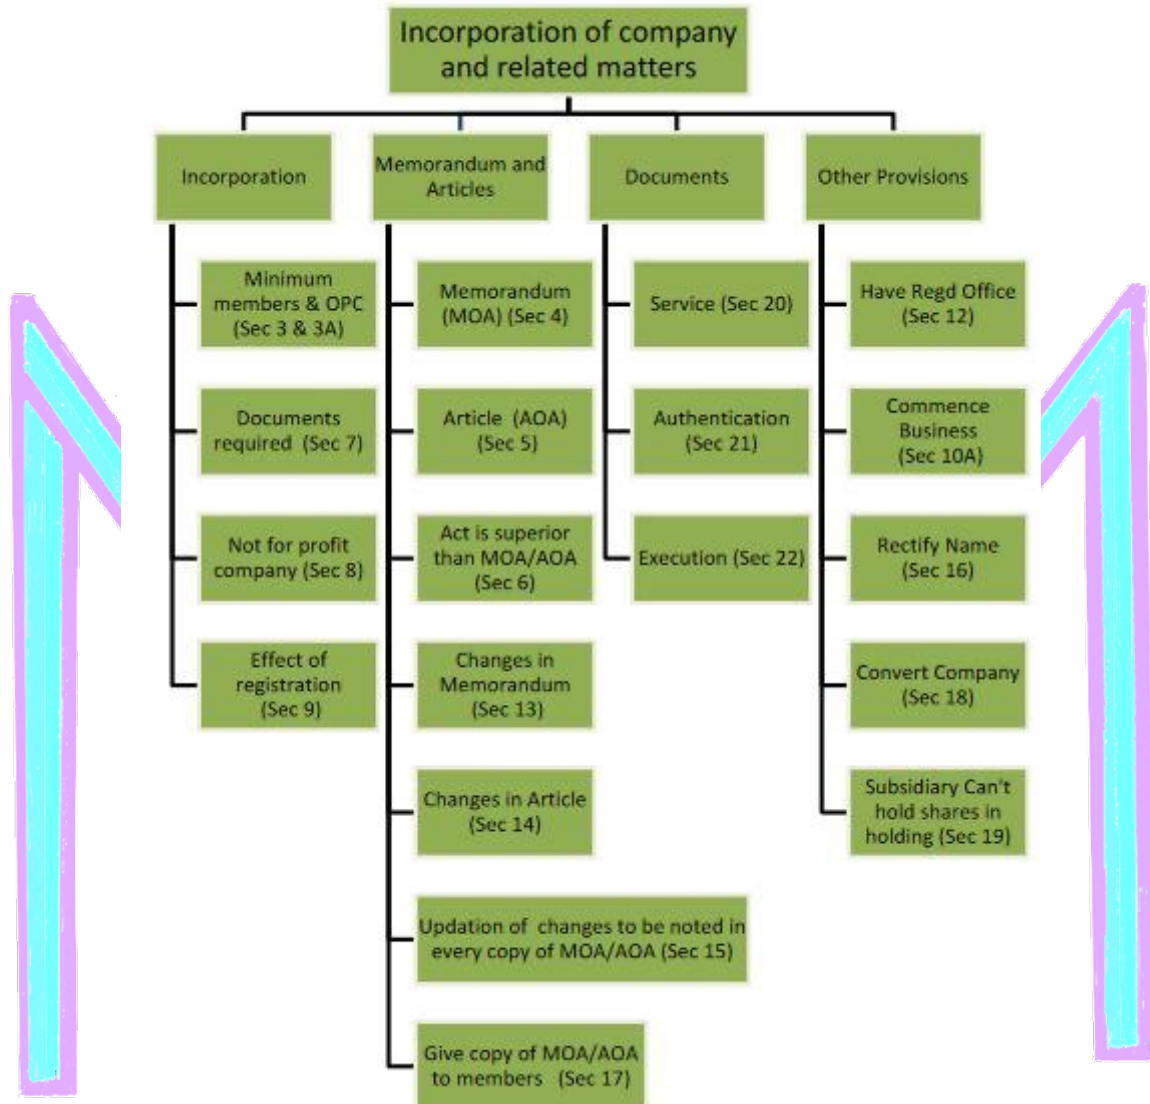 Incorporation of company
and related matters
Incorporation
Memorandum and
Articles
Documents
Other Provisions
Minimum
members & OPC
(Sec 3 & 3A)
Documents
required (Sec 7)
Not for profit
company (Sec 8)
Effect of
registration
(Sec 9)
Memorandum
(MOA) (Sec 4)
Article (AOA)
(Sec 5)
Act is superior
than MOA/AOA
(Sec 6)
Changes in
Memorandum
(Sec 13)
Changes in Article
(Sec 14)
Updation of changes to be noted in
every copy of MOA/AOA (Sec 15)
Give copy of MOA/AOA
to members (Sec 17)
Service (Sec 20)
Authentication
(Sec 21)
Execution (Sec 22)
Have Regd Office
(Sec 12)
Commence
Business
(Sec 10A)
Rectify Name
(Sec 16)
Convert Company
(Sec 18)
Subsidiary Can't
hold shares in
holding (Sec 19)